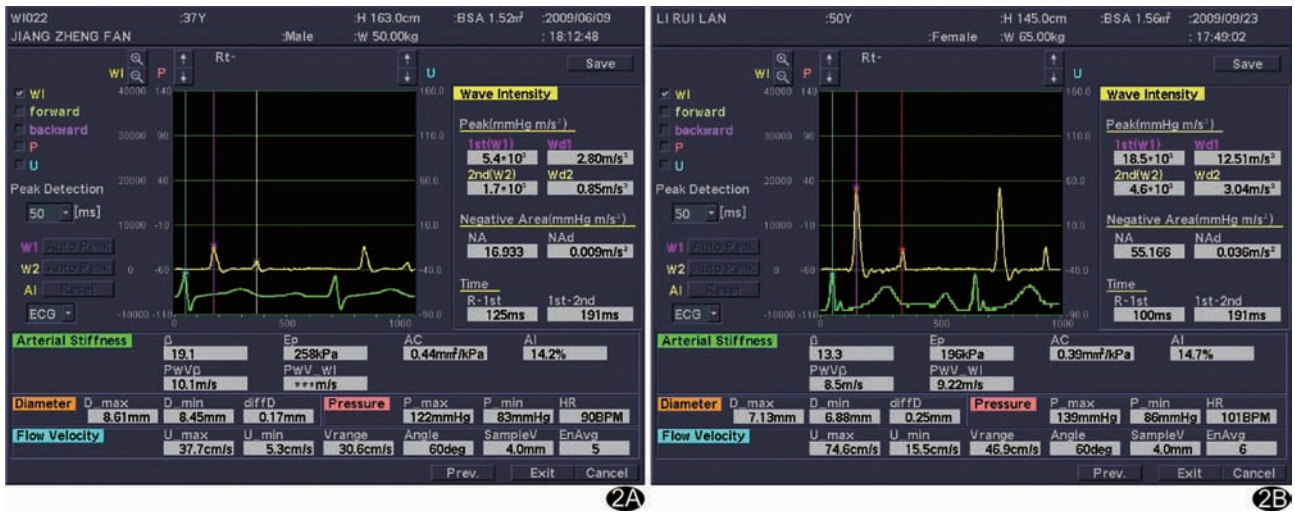 WI022 :37Y :H 163.0cm :BSA 1.52㎡ :2009/06/09
JIANG ZHENG FAN :Male :W 50.00kg : 18:12:48
Rt-
Save
WI P U
WI
forward
backward
P
U
40000 140 160.0
30000 90 110.0
20000 40 60.0
10000 -10 10.0
0 -60 -40.0
-10000 -110 -90.0
0 500 1000
Peak Detection
50 [ms]
W1 Auto Peak
W2 Auto Peak
AI Reset
ECG
Wave Intensity
Peak(mmHg m/s³)
1st(W1) Wd1
5.4*10³ 2.80m/s³
2nd(W2) Wd2
1.7*10³ 0.85m/s³
Negative Area(mmHg m/s²)
NA NAd
16.933 0.009m/s²
Time
R-1st 1st-2nd
125ms 191ms
Arterial Stiffness β Ep AC AI
19.1 258kPa 0.44m㎡/kPa 14.2%
PWVβ PWV_WI
10.1m/s ***m/s
Diameter D_max D_min diffD Pressure P_max P_min HR
8.61mm 8.45mm 0.17mm 122mmHg 83mmHg 90BPM
Flow Velocity U_max U_min Vrange Angle SampleV EnAvg
37.7cm/s 5.3cm/s 30.6cm/s 60deg 4.0mm 5
Prev. Exit Cancel
2A
LI RUI LAN :50Y :H 145.0cm :BSA 1.56㎡ :2009/09/23
:Female :W 65.00kg : 17:49:02
Rt-
Save
WI P U
WI
forward
backward
P
U
40000 140 160.0
30000 90 110.0
20000 40 60.0
10000 -10 10.0
0 -60 -40.0
-10000 -110 -90.0
0 500 1000
Peak Detection
50 [ms]
W1 Auto Peak
W2 Auto Peak
AI Reset
ECG
Wave Intensity
Peak(mmHg m/s³)
1st(W1) Wd1
18.5*10³ 12.51m/s³
2nd(W2) Wd2
4.6*10³ 3.04m/s³
Negative Area(mmHg m/s²)
NA NAd
55.166 0.036m/s²
Time
R-1st 1st-2nd
100ms 191ms
Arterial Stiffness β Ep AC AI
13.3 196kPa 0.39m㎡/kPa 14.7%
PWVβ PWV_WI
8.5m/s 9.22m/s
Diameter D_max D_min diffD Pressure P_max P_min HR
7.13mm 6.88mm 0.25mm 139mmHg 86mmHg 101BPM
Flow Velocity U_max U_min Vrange Angle SampleV EnAvg
74.6cm/s 15.5cm/s 46.9cm/s 60deg 4.0mm 6
Prev. Exit Cancel
2B